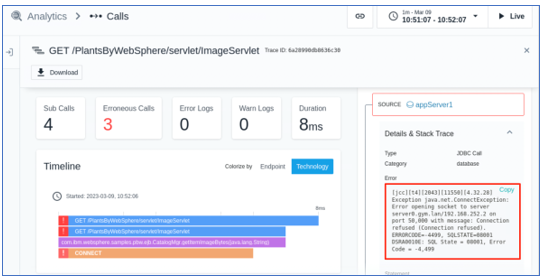 Analytics > Calls
1m - Mar 09
10:51:07 - 10:52:07
Live
GET /PlantsByWebSphere/servlet/ImageServlet Trace ID: 6a28990db8636c30
Download
Sub Calls
4
Erroneous Calls
3
Error Logs
0
Warn Logs
0
Duration
8ms
SOURCE appServer1
Details & Stack Trace
Type JDBC Call
Category database
Error
Copy
[jcc][t4][2043][11550][4.32.28]
Exception java.net.ConnectException:
Error opening socket to server
server0.gym.lan/192.168.252.2 on
port 50,000 with message: Connection
refused (Connection refused).
ERRORCODE=-4499, SQLSTATE=08001
DSRA0010E: SQL State = 08001, Error
Code = -4,499
Timeline
Colorize by Endpoint Technology
Started: 2023-03-09, 10:52:06
8ms
! GET /PlantsByWebSphere/servlet/ImageServlet
! GET /PlantsByWebSphere/servlet/ImageServlet
com.ibm.websphere.samples.pbw.ejb.CatalogMgr.getItemImageBytes(java.lang.String)
! CONNECT
Statement